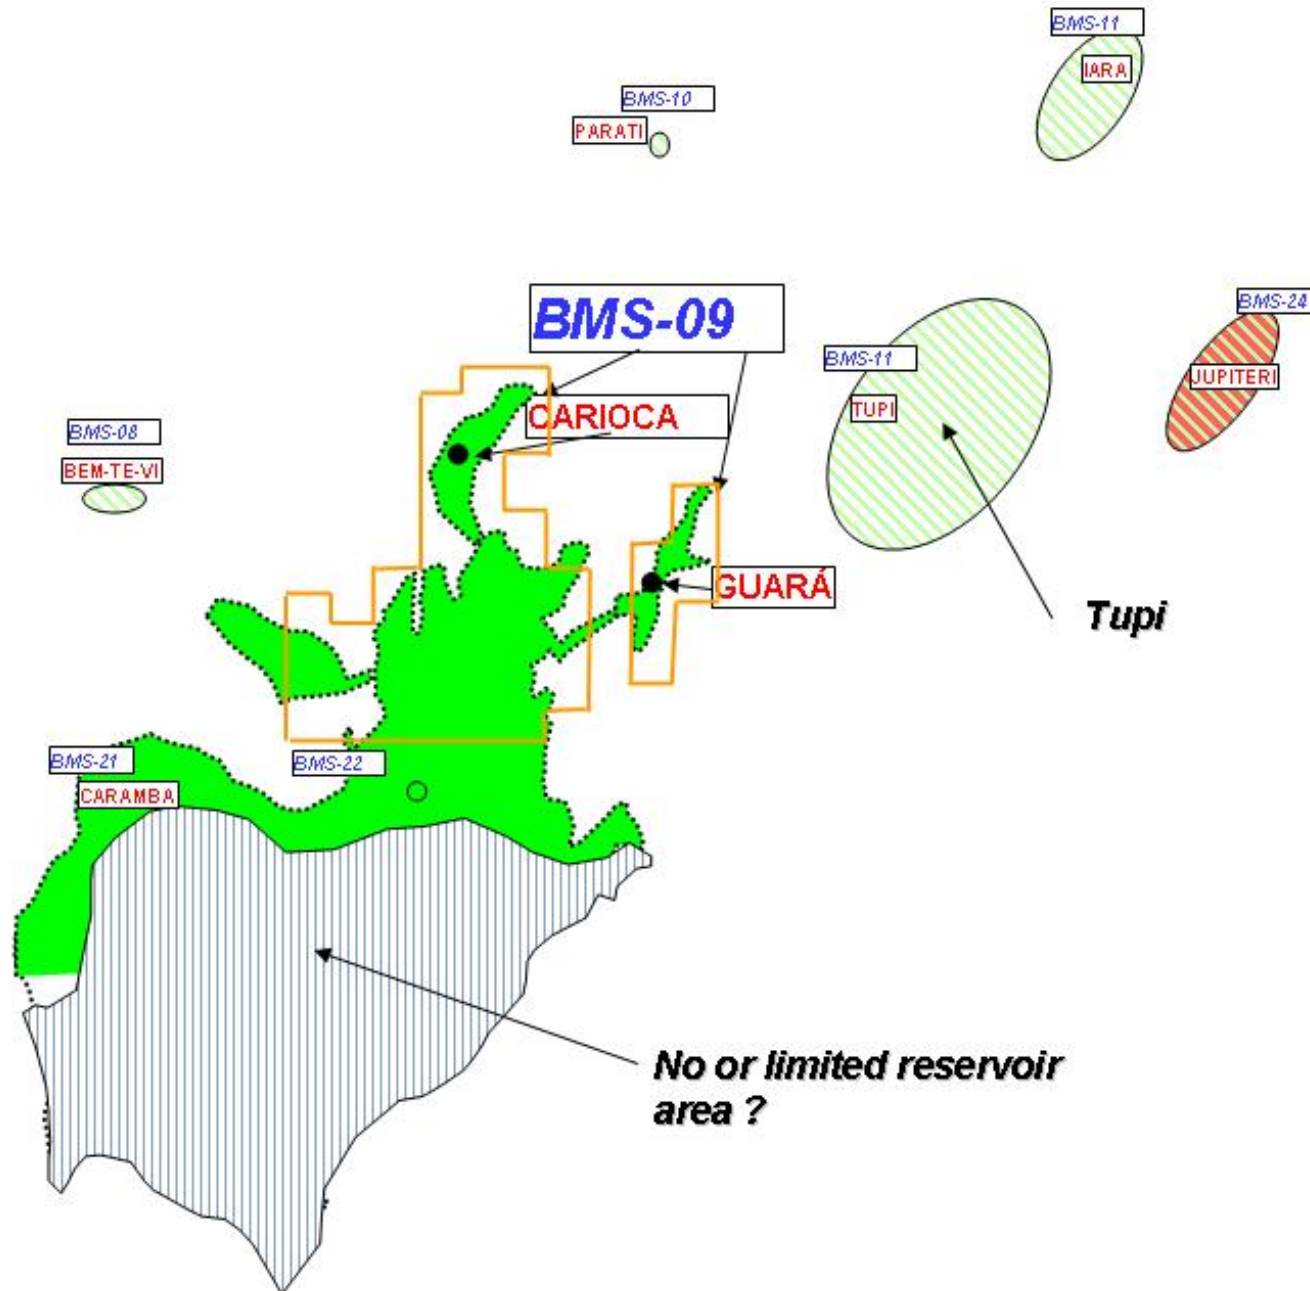 BMS-11
IARA
BMS-10
PARATI
BMS-09
BMS-24
JUPITERI
BMS-11
TUPI
CARIOCA
BMS-08
BEM-TE-VI
GUARÁ
Tupi
BMS-21
CARAMBA
BMS-22
No or limited reservoir
area ?